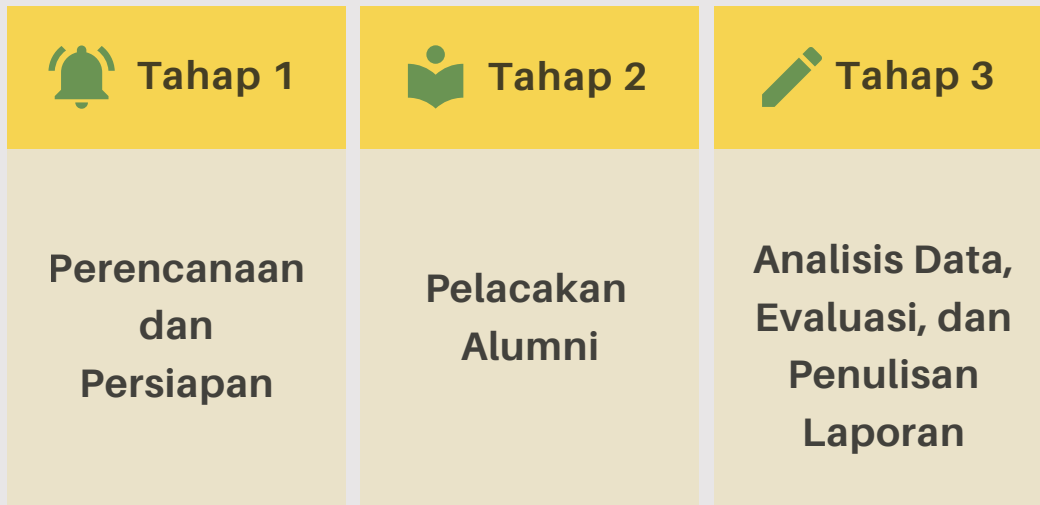 Tahap 1
Perencanaan
dan
Persiapan
Tahap 2
Pelacakan
Alumni
Tahap 3
Analisis Data,
Evaluasi, dan
Penulisan
Laporan